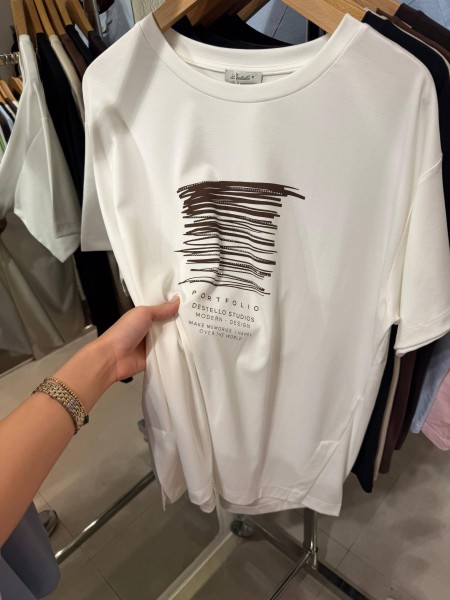 PORTFOLIO
DESTELLO STUDIOS
MODERN - DESIGN
MAKE MEMORIES
OVER THE WORLD